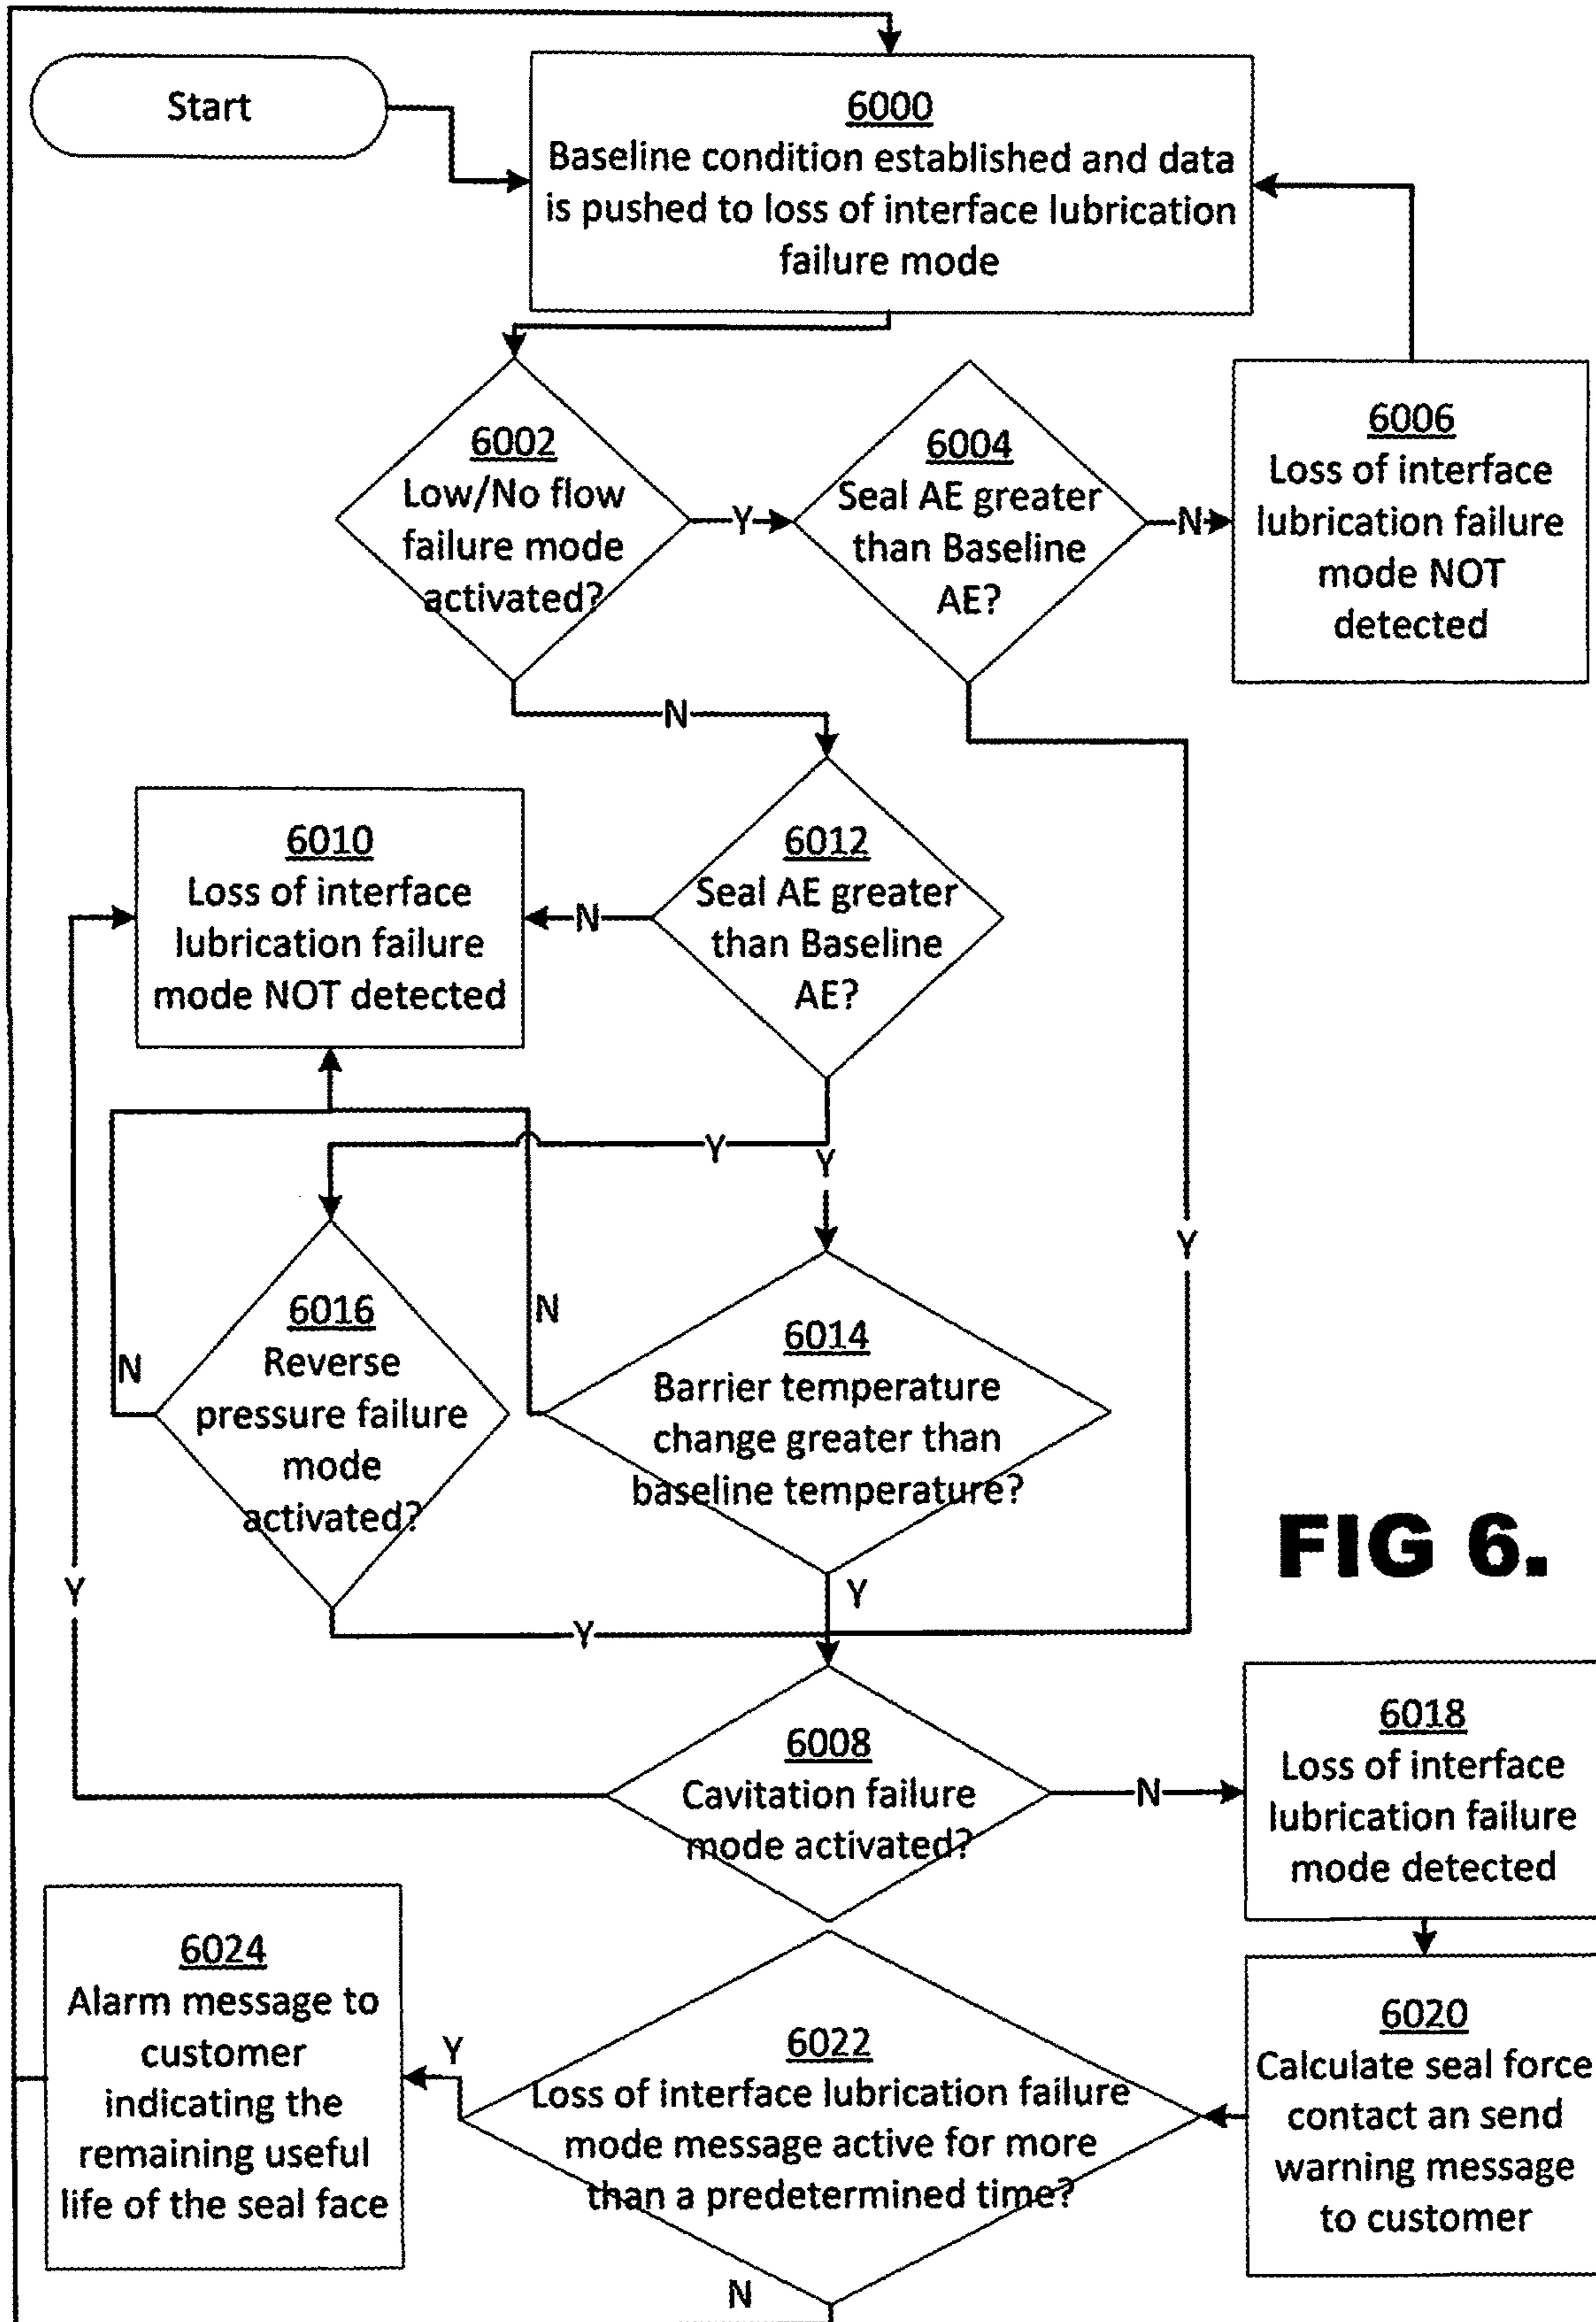 Start
6000
Baseline condition established and data
is pushed to loss of interface lubrication
failure mode
6002
Low/No flow
failure mode
activated?
Y
6004
Seal AE greater
than Baseline
AE?
N
6006
Loss of interface
lubrication failure
mode NOT
detected
N
6010
Loss of interface
lubrication failure
mode NOT detected
N
6012
Seal AE greater
than Baseline
AE?
Y
Y
Y
6016
Reverse
pressure failure
mode
activated?
N
N
6014
Barrier temperature
change greater than
baseline temperature?
FIG 6.
Y
Y
Y
6008
Cavitation failure
mode activated?
N
6018
Loss of interface
lubrication failure
mode detected
6024
Alarm message to
customer
indicating the
remaining useful
life of the seal face
Y
6022
Loss of interface lubrication failure
mode message active for more
than a predetermined time?
6020
Calculate seal force
contact an send
warning message
to customer
N